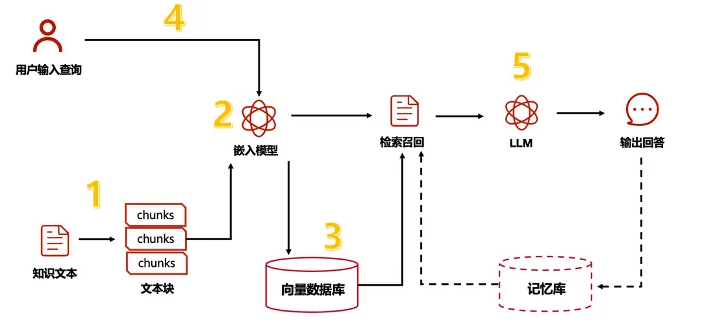 4
用户输入查询
2
嵌入模型
检索召回
5
LLM
输出回答
1
知识文本
chunks
chunks
chunks
文本块
3
向量数据库
记忆库